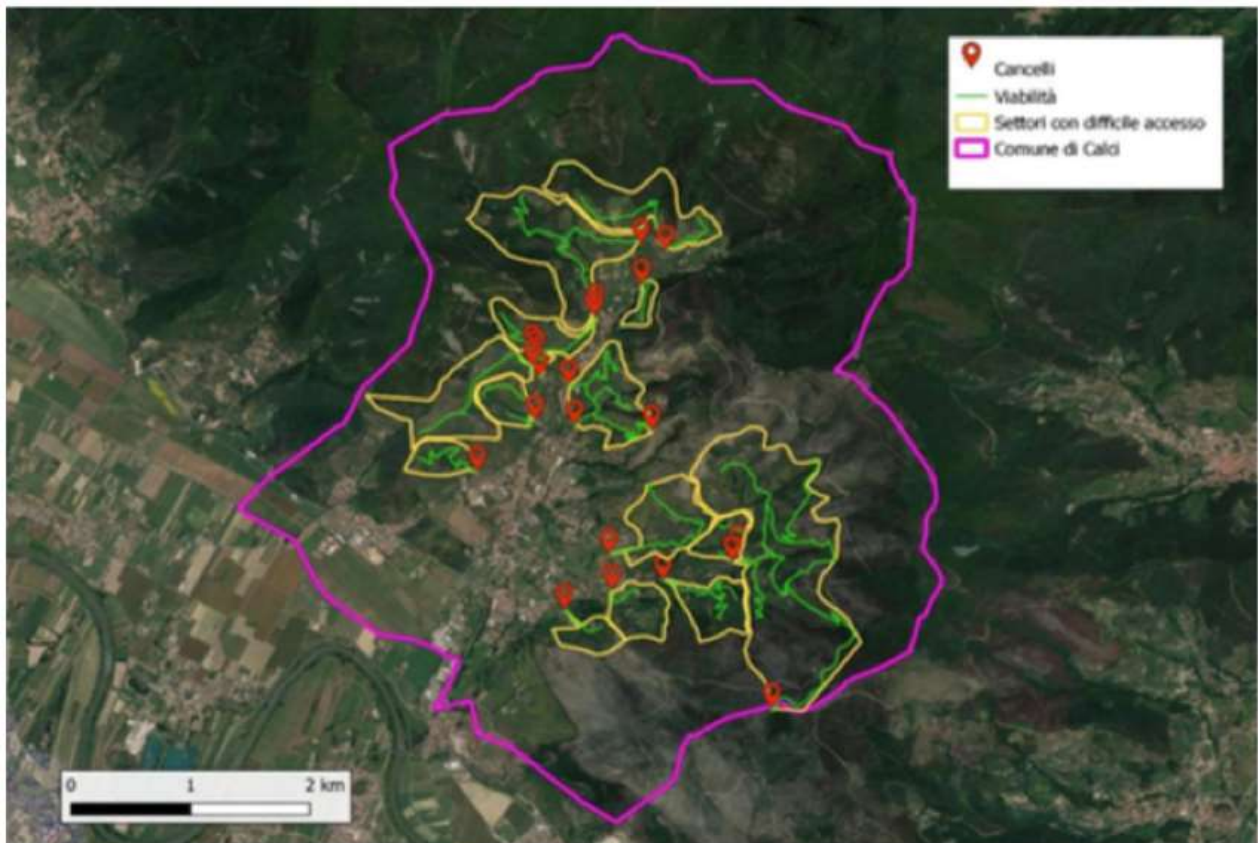 Cancelli
Viabilità
Settori con difficile accesso
Comune di Calci
0 1 2 km